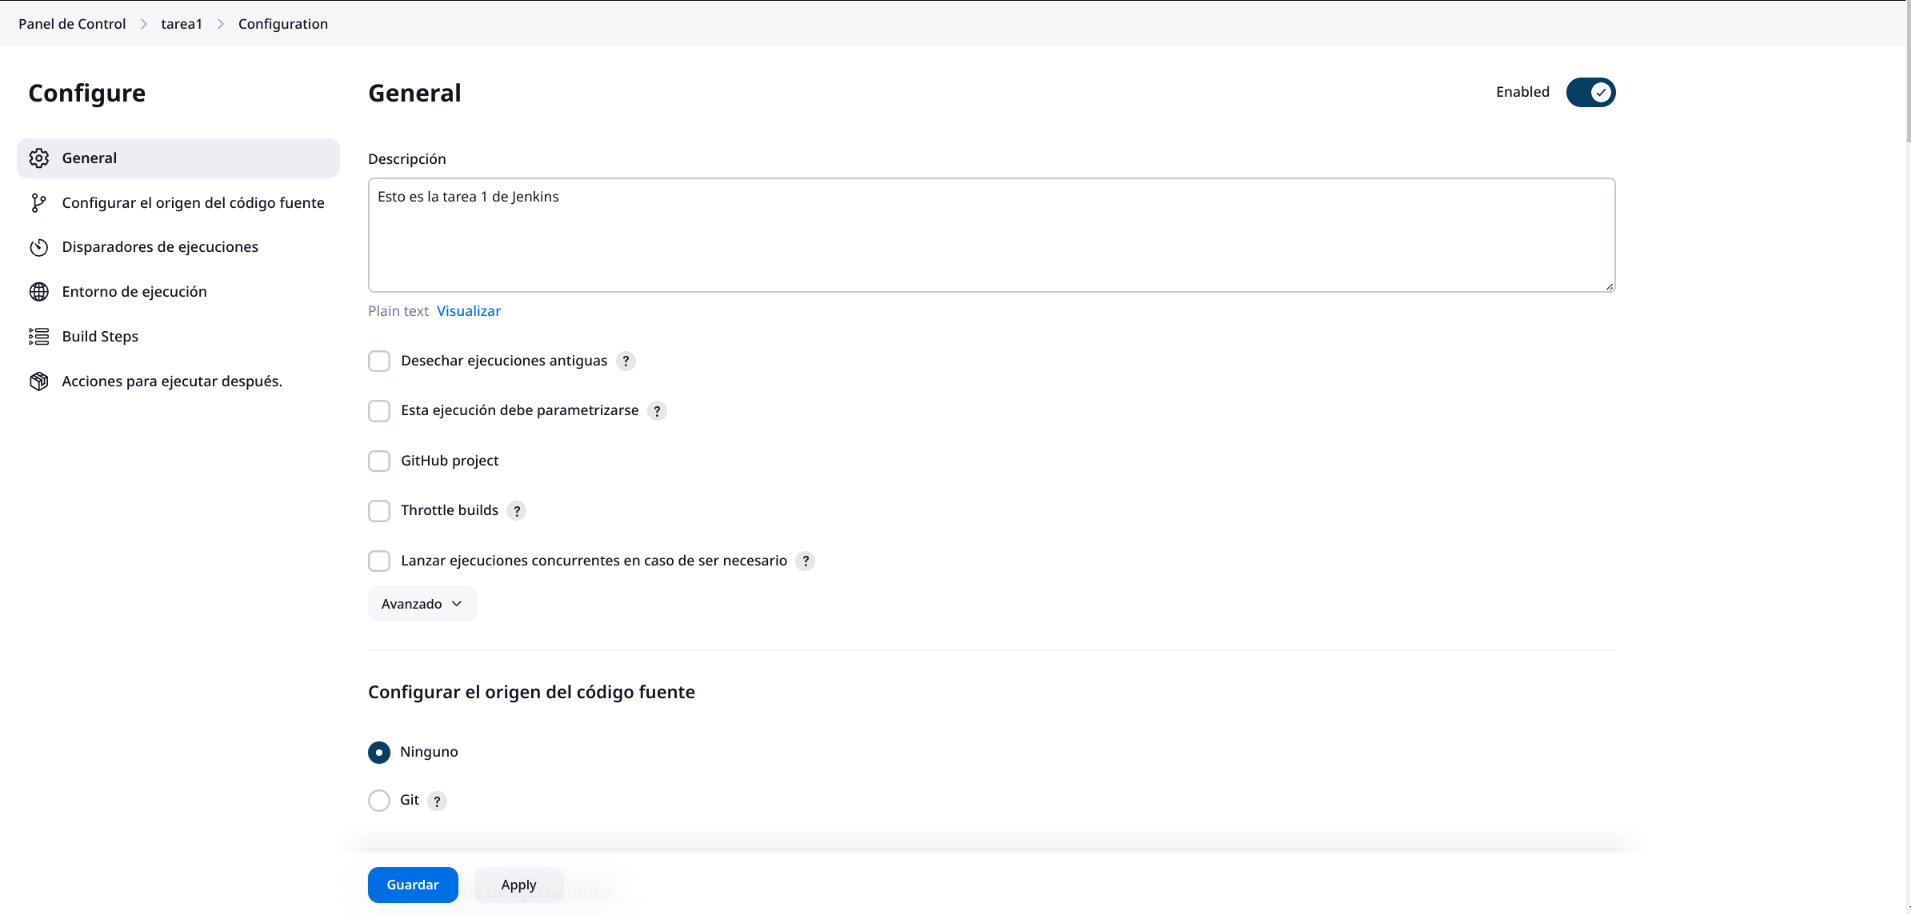 Panel de Control
tarea1
Configuration
Configure
General
Configurar el origen del código fuente
Disparadores de ejecuciones
Entorno de ejecución
Build Steps
Acciones para ejecutar después.
General
Enabled
Descripción
Esto es la tarea 1 de Jenkins
Plain text Visualizar
Desechar ejecuciones antiguas ?
Esta ejecución debe parametrizarse ?
GitHub project
Throttle builds ?
Lanzar ejecuciones concurrentes en caso de ser necesario ?
Avanzado
Configurar el origen del código fuente
Ninguno
Git ?
Guardar
Apply